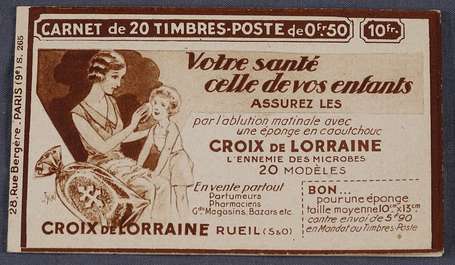 CARNET DE 20 TIMBRES-POSTE de 0fr50
10fr.
28, Rue Bergère. PARIS (9e) S. 265
Votre santé
celle de vos enfants
ASSUREZ LES
par l'ablution matinale avec
une éponge en caoutchouc
CROIX DE LORRAINE
L'ENNEMIE DES MICROBES
20 MODÈLES
En vente partout
Parfumeurs
Pharmaciens
Gds Magasins, Bazars etc.
CROIX DE LORRAINE RUEIL (S&O)
BON...
pour une éponge
taille moyenne 10cm x 13cm
contre envoi de 5f90
en Mandat ou Timbres-Poste